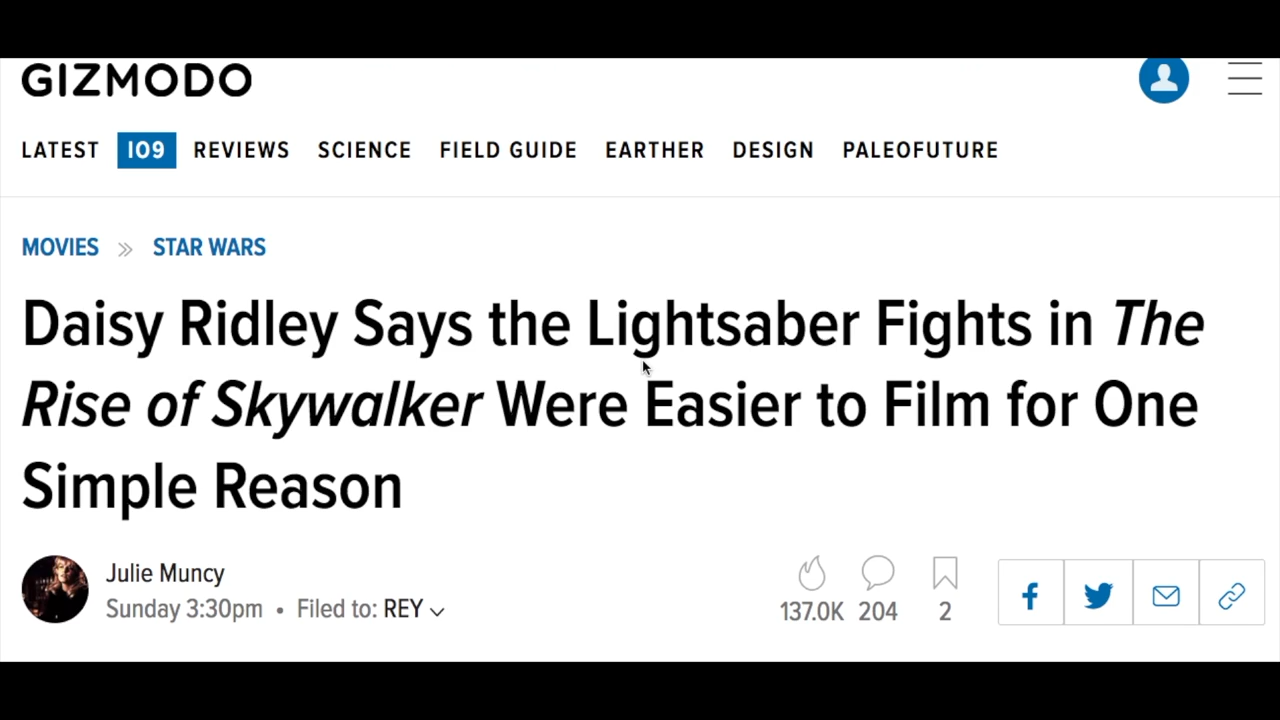 GIZMODO
LATEST IO9 REVIEWS SCIENCE FIELD GUIDE EARTHER DESIGN PALEOFUTURE
MOVIES » STAR WARS
Daisy Ridley Says the Lightsaber Fights in The
Rise of Skywalker Were Easier to Film for One
Simple Reason
Julie Muncy
Sunday 3:30pm • Filed to: REY
137.0K 204 2